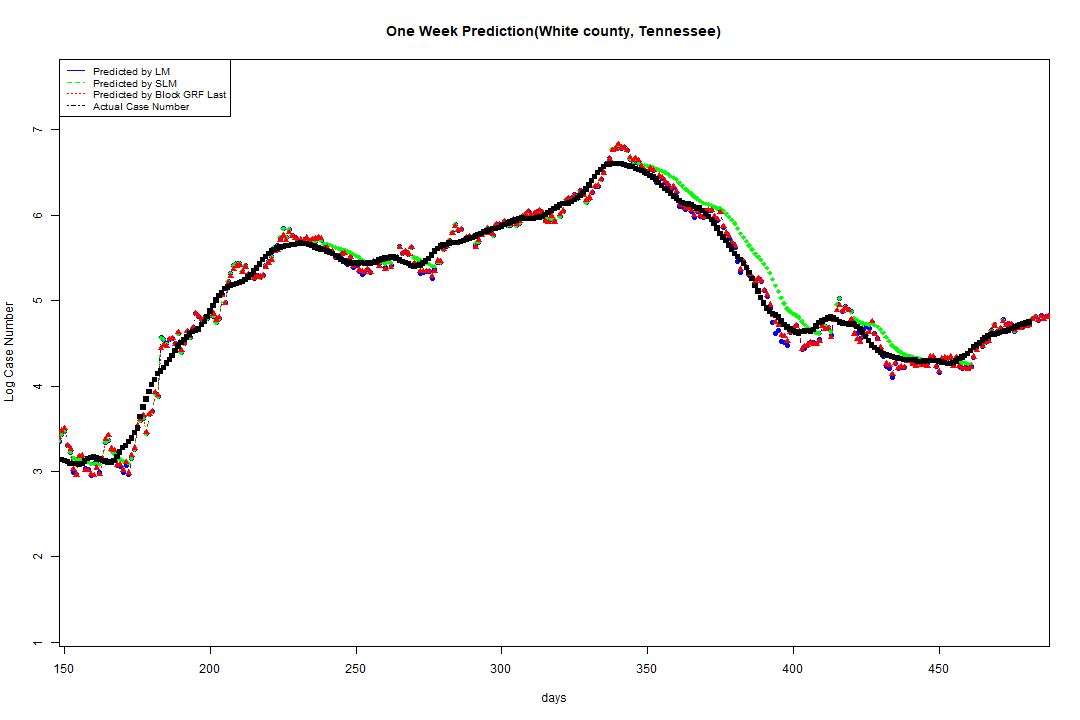 One Week Prediction(White county, Tennessee)
Predicted by LM
Predicted by SLM
Predicted by Block GRF Last
Actual Case Number
Log Case Number
7
6
5
4
3
2
1
150 200 250 300 350 400 450
days